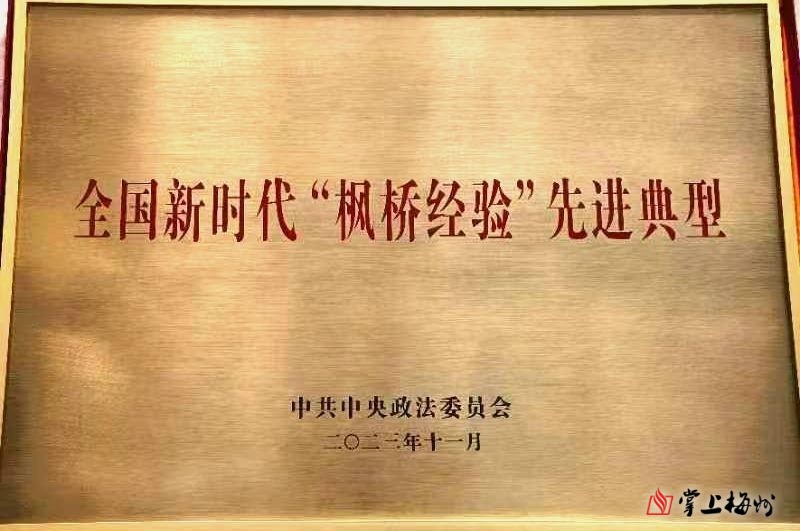 全国新时代“枫桥经验”先进典型
中共中央政法委员会
二〇二三年十一月
掌上梅州